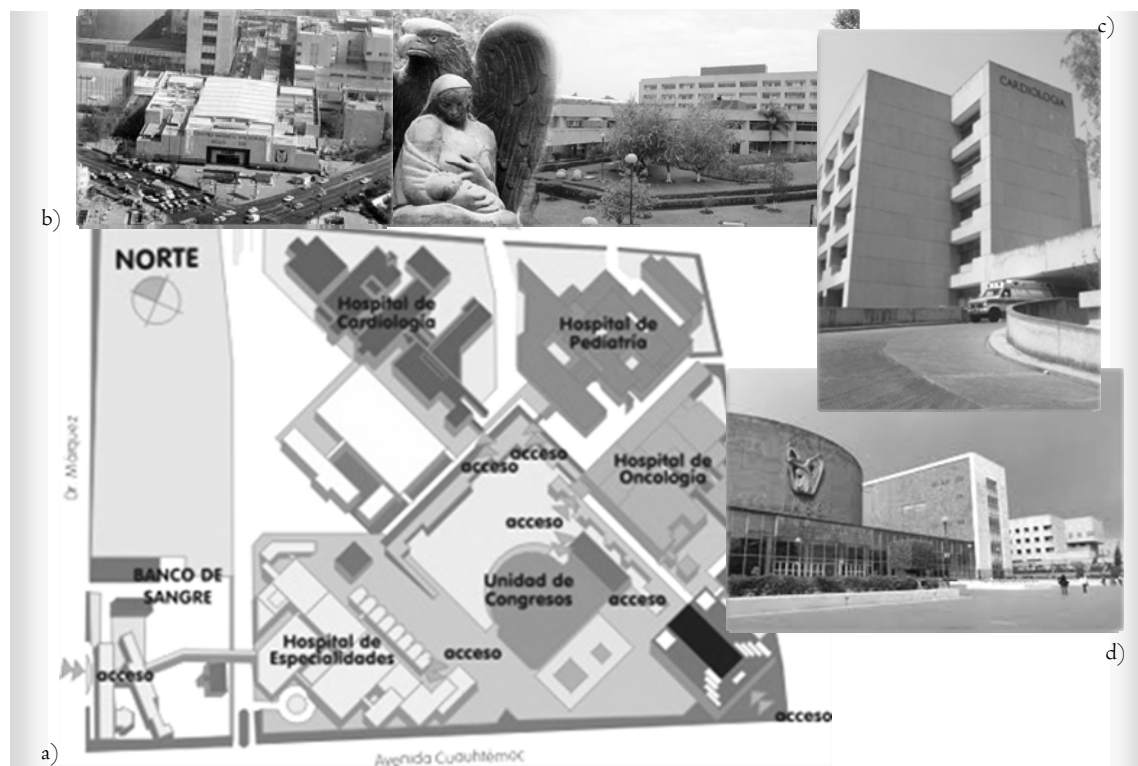 c)
CARDIOLOGIA
b)
NORTE
Hospital de
Cardiología
Hospital de
Pediatría
Dr. Márquez
acceso
acceso
Hospital de
Oncología
acceso
BANCO DE
SANGRE
Unidad de
Congresos
acceso
Hospital de
Especialidades
acceso
acceso
d)
acceso
a)
Avenida Cuauhtémoc